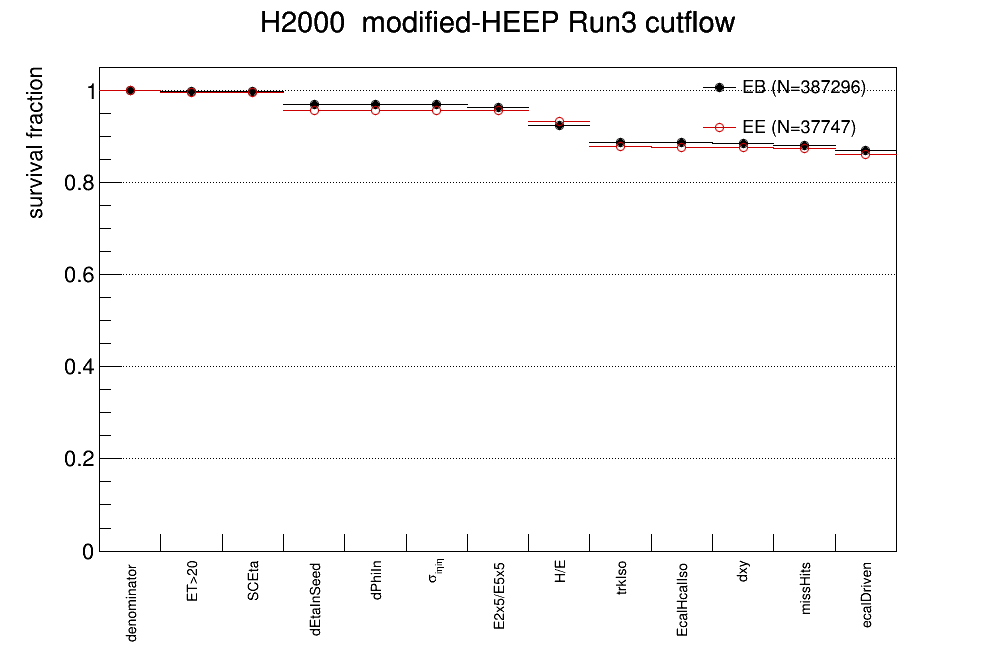 H2000  modified-HEEP Run3 cutflow
survival fraction
1
0.8
0.6
0.4
0.2
0
EB (N=387296)
EE (N=37747)
denominator
ET>20
SCEta
dEtaInSeed
dPhiIn
σiηiη
E2x5/E5x5
H/E
trkIso
EcalHcalIso
dxy
missHits
ecalDriven